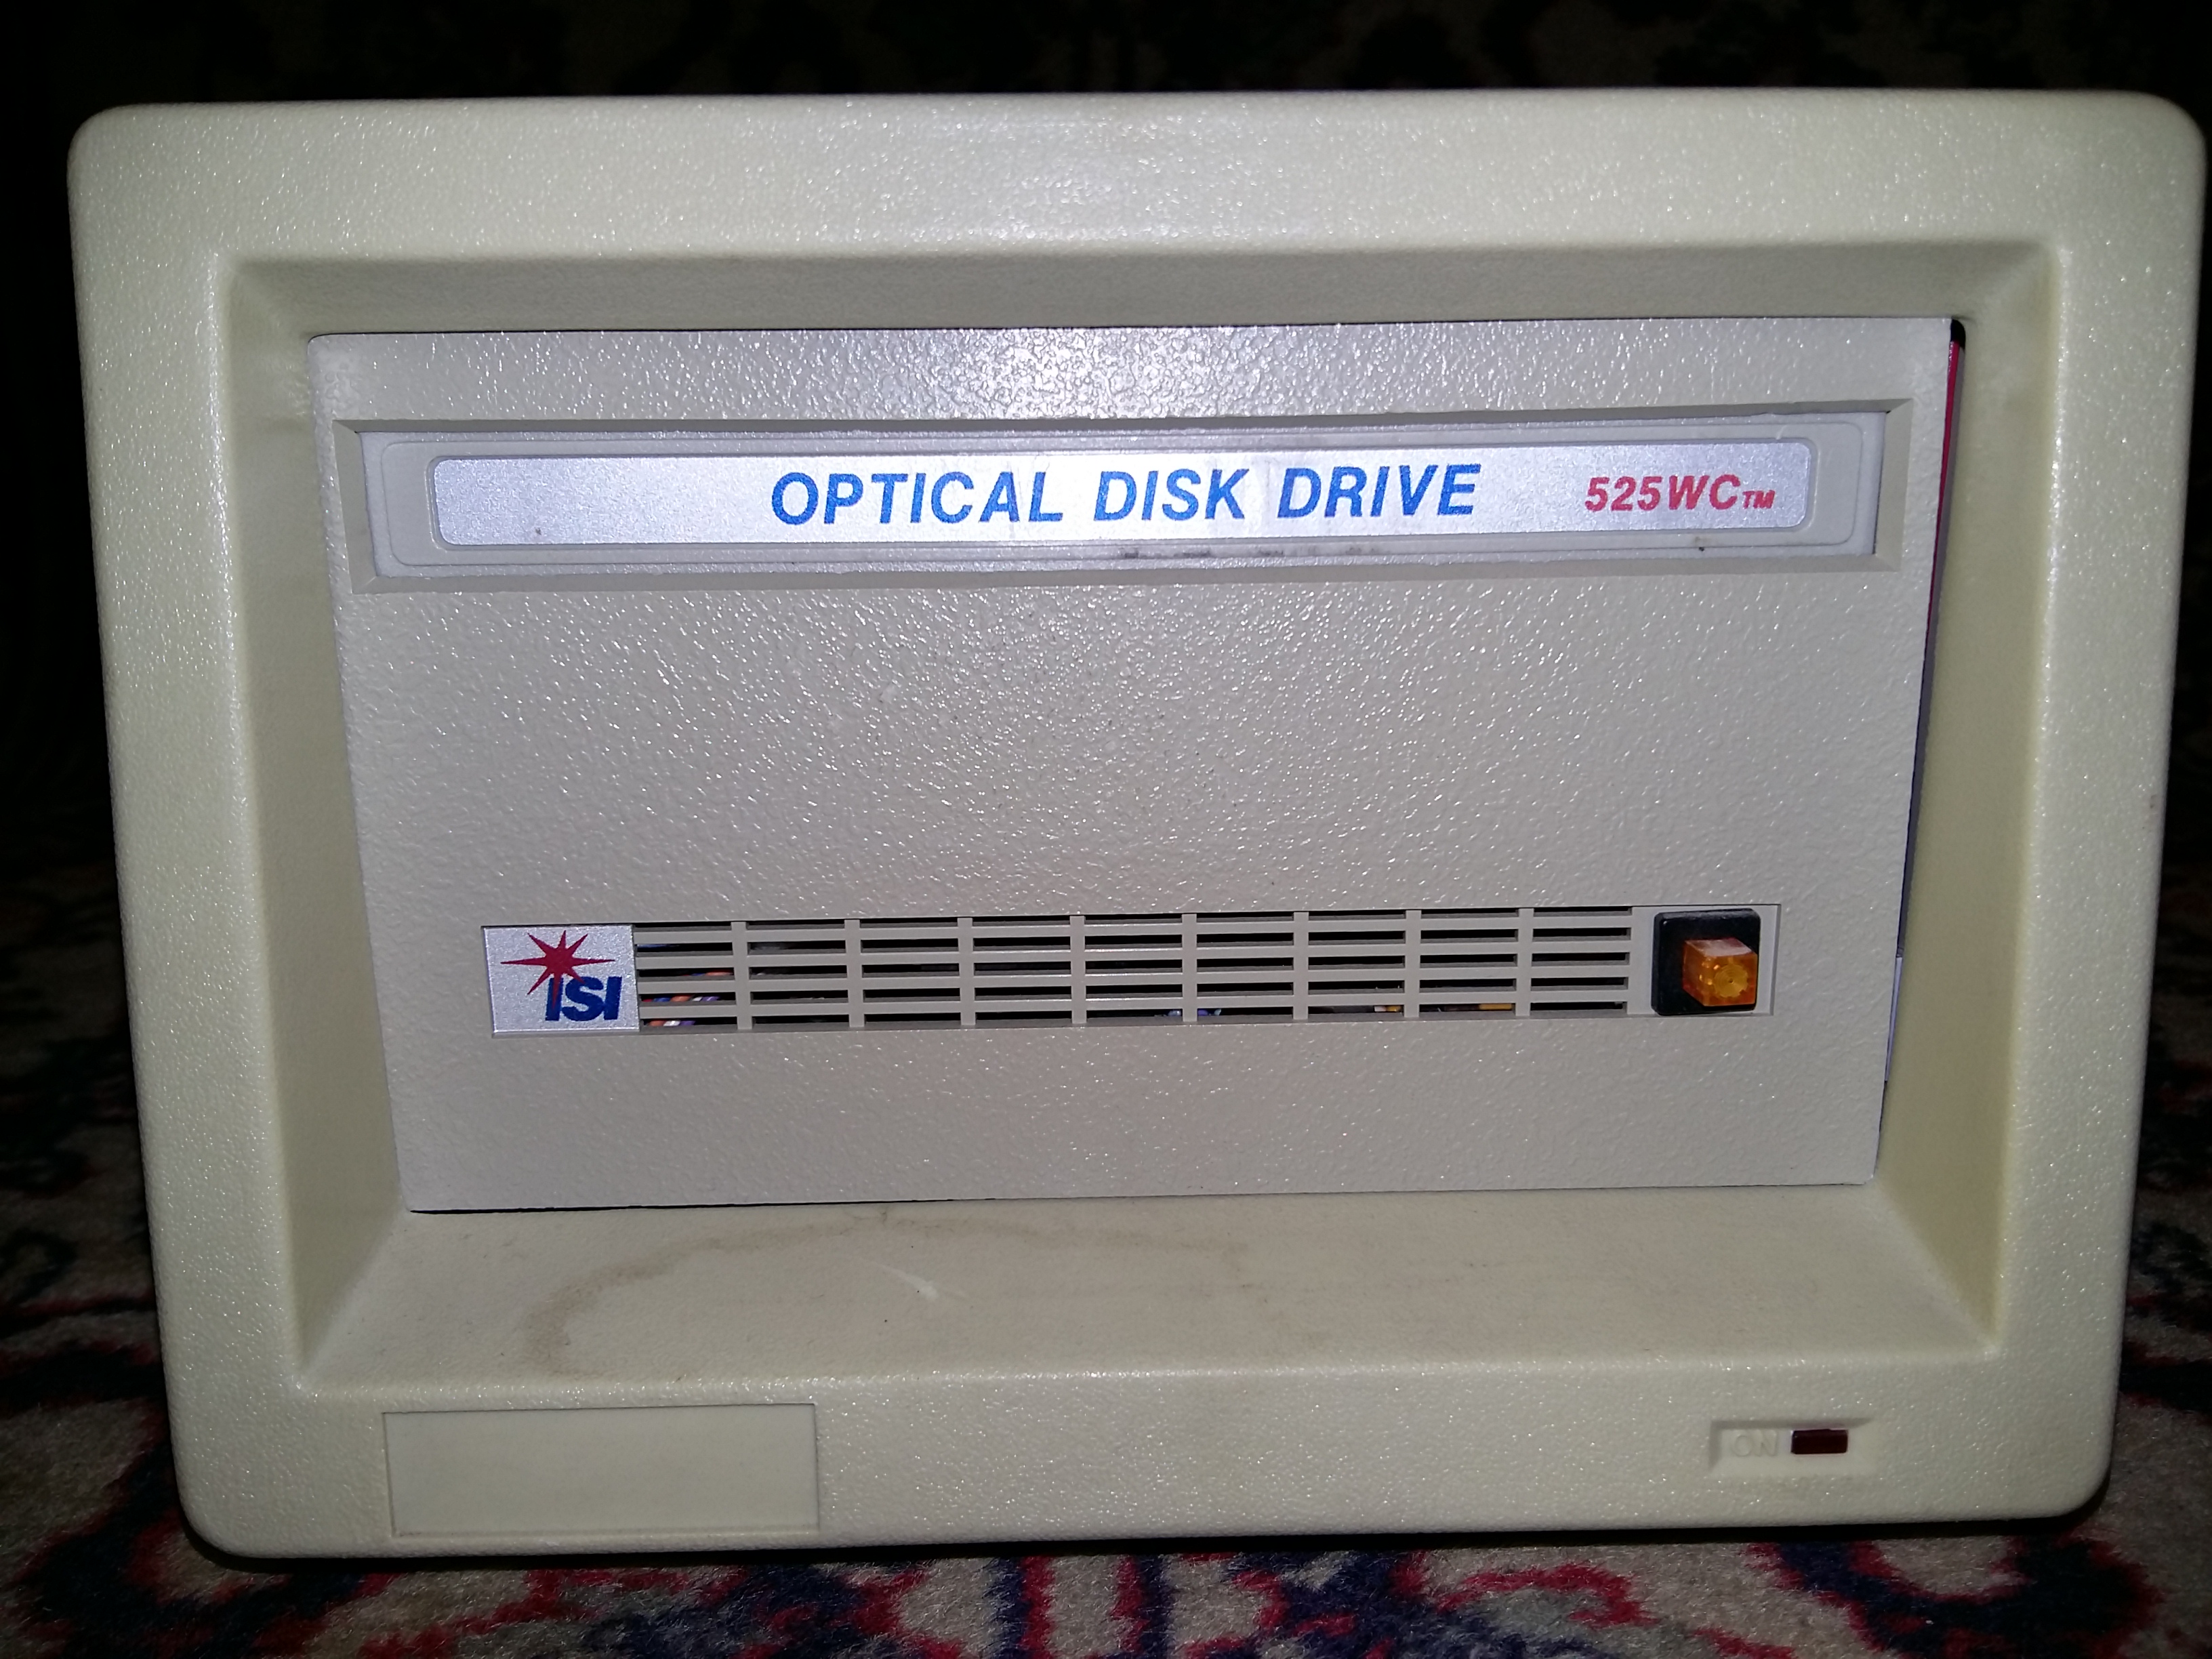 OPTICAL DISK DRIVE 525WC™
ISI
ON